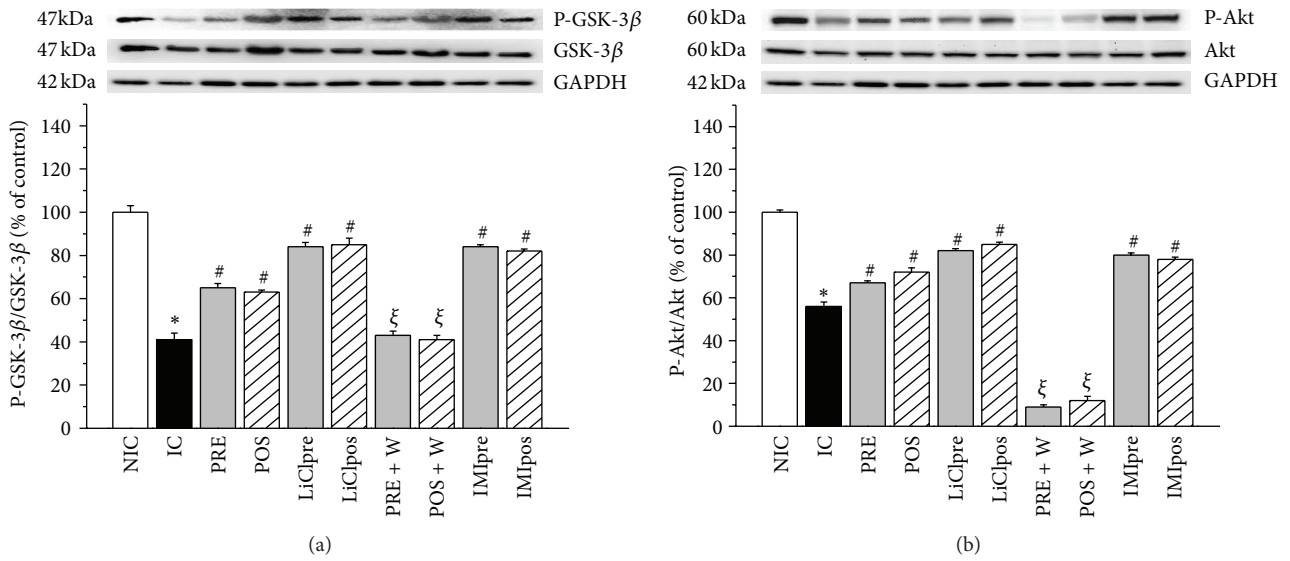 47kDa P-GSK-3β
47 kDa GSK-3β
42 kDa GAPDH
P-GSK-3β/GSK-3β (% of control)
140
120
100
80
60
40
20
0
*
#
#
#
#
ξ
ξ
#
#
NIC
IC
PRE
POS
LiClpre
LiClpos
PRE + W
POS + W
IMIpre
IMIpos
(a)
60 kDa P-Akt
60 kDa Akt
42 kDa GAPDH
P-Akt/Akt (% of control)
140
120
100
80
60
40
20
0
*
#
#
#
#
ξ
ξ
#
#
NIC
IC
PRE
POS
LiClpre
LiClpos
PRE + W
POS + W
IMIpre
IMIpos
(b)